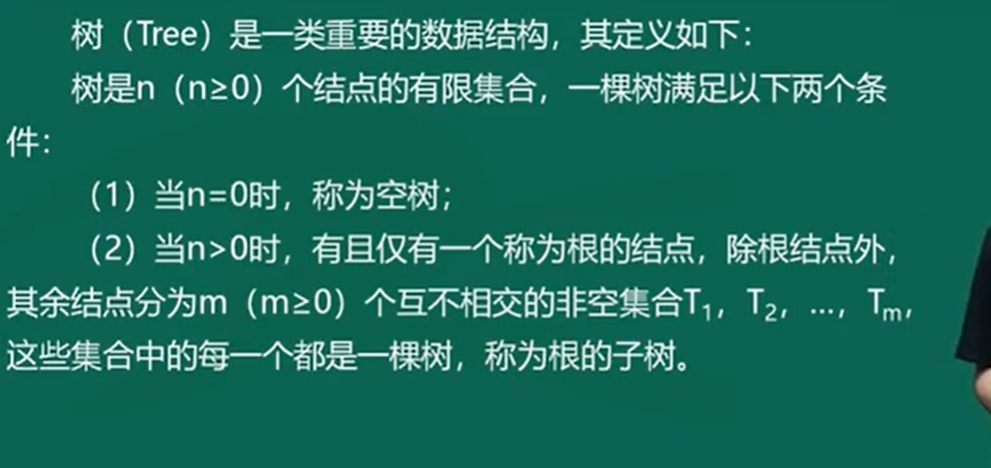 树（Tree）是一类重要的数据结构，其定义如下：
树是n（n≥0）个结点的有限集合，一棵树满足以下两个条
件：
（1）当n=0时，称为空树；
（2）当n>0时，有且仅有一个称为根的结点，除根结点外，
其余结点分为m（m≥0）个互不相交的非空集合T₁，T₂，…，Tₘ，
这些集合中的每一个都是一棵树，称为根的子树。